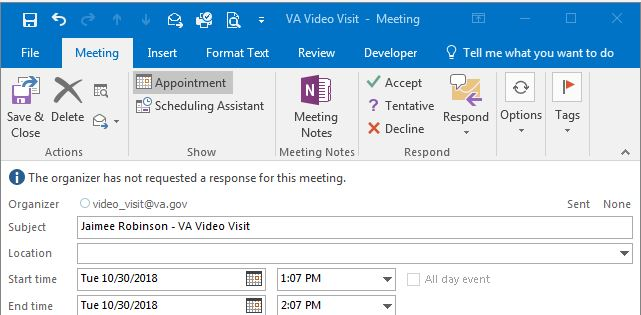 VA Video Visit - Meeting
File Meeting Insert Format Text Review Developer Tell me what you want to do
Appointment Accept
Scheduling Assistant Tentative
Save & Close Delete Meeting Notes Decline Respond Options Tags
Actions Show Meeting Notes Respond
The organizer has not requested a response for this meeting.
Organizer video_visit@va.gov Sent None
Subject Jaimee Robinson - VA Video Visit
Location
Start time Tue 10/30/2018 1:07 PM All day event
End time Tue 10/30/2018 2:07 PM